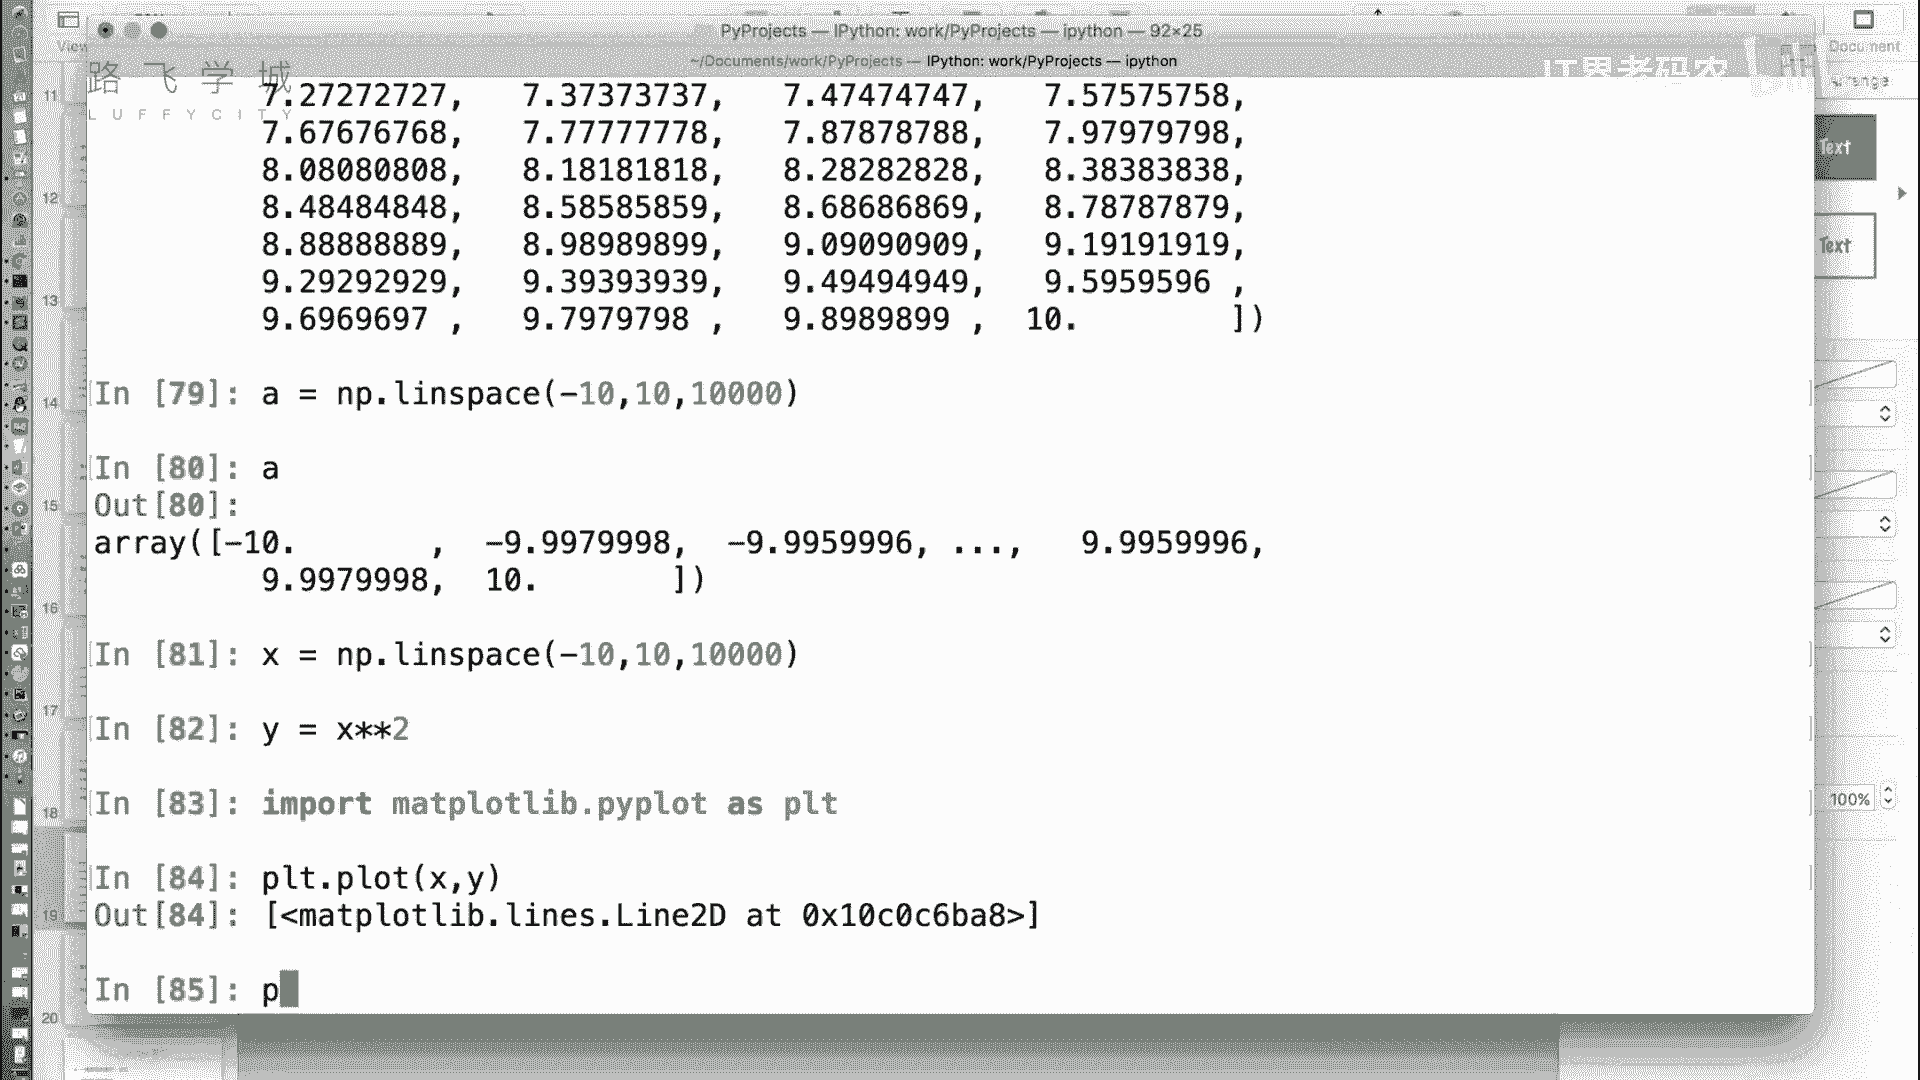 PyProjects — IPython: work/PyProjects — ipython — 92×25
~/Documents/work/PyProjects — IPython: work/PyProjects — ipython
View
Document
路飞学城
LUFFYCITY
IT界老码农
7.27272727, 7.37373737, 7.47474747, 7.57575758,
7.67676768, 7.77777778, 7.87878788, 7.97979798,
8.08080808, 8.18181818, 8.28282828, 8.38383838,
8.48484848, 8.58585859, 8.68686869, 8.78787879,
8.88888889, 8.98989899, 9.09090909, 9.19191919,
9.29292929, 9.39393939, 9.49494949, 9.5959596 ,
9.6969697 , 9.7979798 , 9.8989899 , 10. ])
In [79]: a = np.linspace(-10,10,10000)
In [80]: a
Out[80]:
array([-10. , -9.9979998, -9.9959996, ..., 9.9959996,
9.9979998, 10. ])
In [81]: x = np.linspace(-10,10,10000)
In [82]: y = x**2
In [83]: import matplotlib.pyplot as plt
In [84]: plt.plot(x,y)
Out[84]: [<matplotlib.lines.Line2D at 0x10c0c6ba8>]
In [85]: p
11
12
13
14
15
16
17
18
19
20
Text
Text
100%